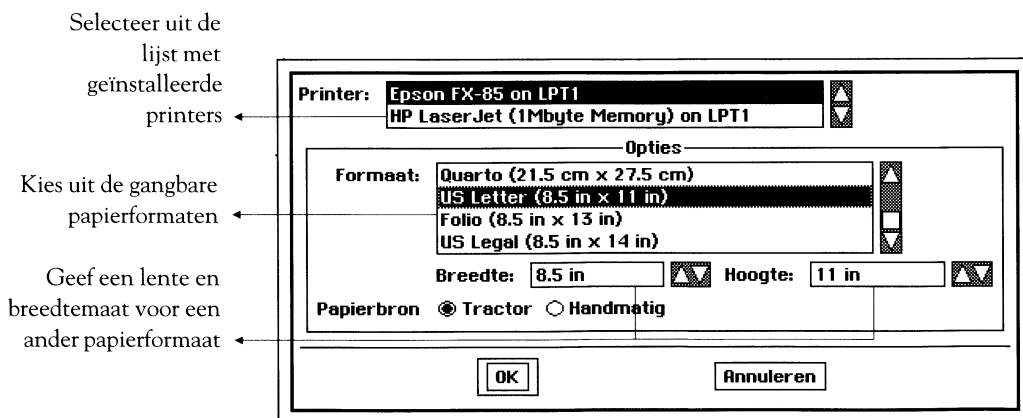 Selecteer uit de
lijst met
geïnstalleerde
printers
Kies uit de gangbare
papierformaten
Geef een lente en
breedtemaat voor een
ander papierformaat
Printer: Epson FX-85 on LPT1
HP LaserJet (1Mbyte Memory) on LPT1
Opties
Formaat: Quarto (21.5 cm x 27.5 cm)
US Letter (8.5 in x 11 in)
Folio (8.5 in x 13 in)
US Legal (8.5 in x 14 in)
Breedte: 8.5 in Hoogte: 11 in
Papierbron Tractor Handmatig
OK Annuleren